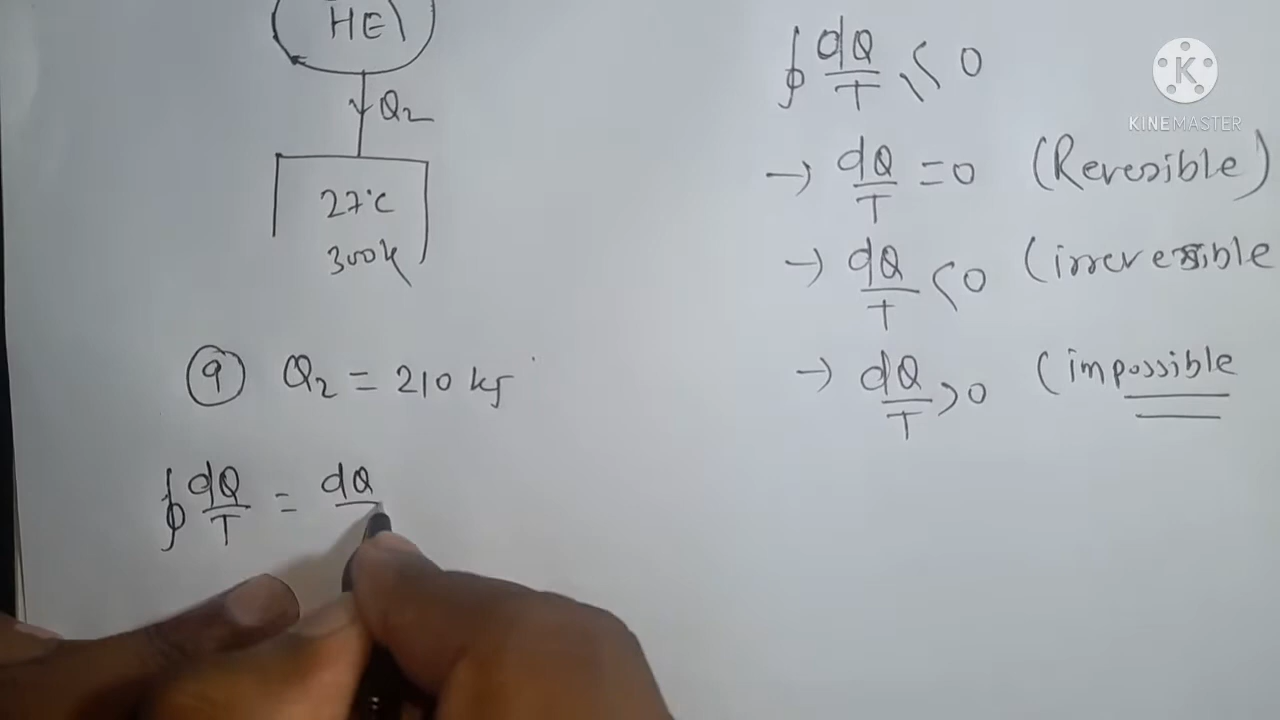 HE
Q2
27°C
300k
9 Q2 = 210 kJ
∮ dQ/T = dQ
∮ dQ/T ≤ 0
→ dQ/T = 0 (Reversible)
→ dQ/T < 0 (irreversible
→ dQ/T > 0 (impossible
K
KINEMASTER